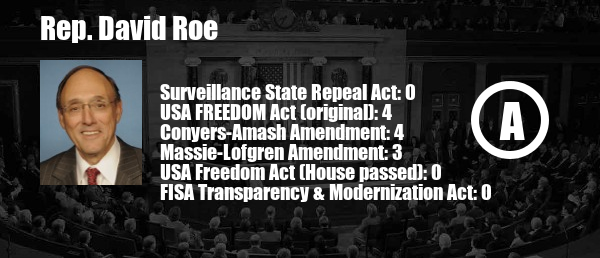 Rep. David Roe
Surveillance State Repeal Act: 0
USA FREEDOM Act (original): 4
Conyers-Amash Amendment: 4
Massie-Lofgren Amendment: 3
USA Freedom Act (House passed): 0
FISA Transparency & Modernization Act: 0
A